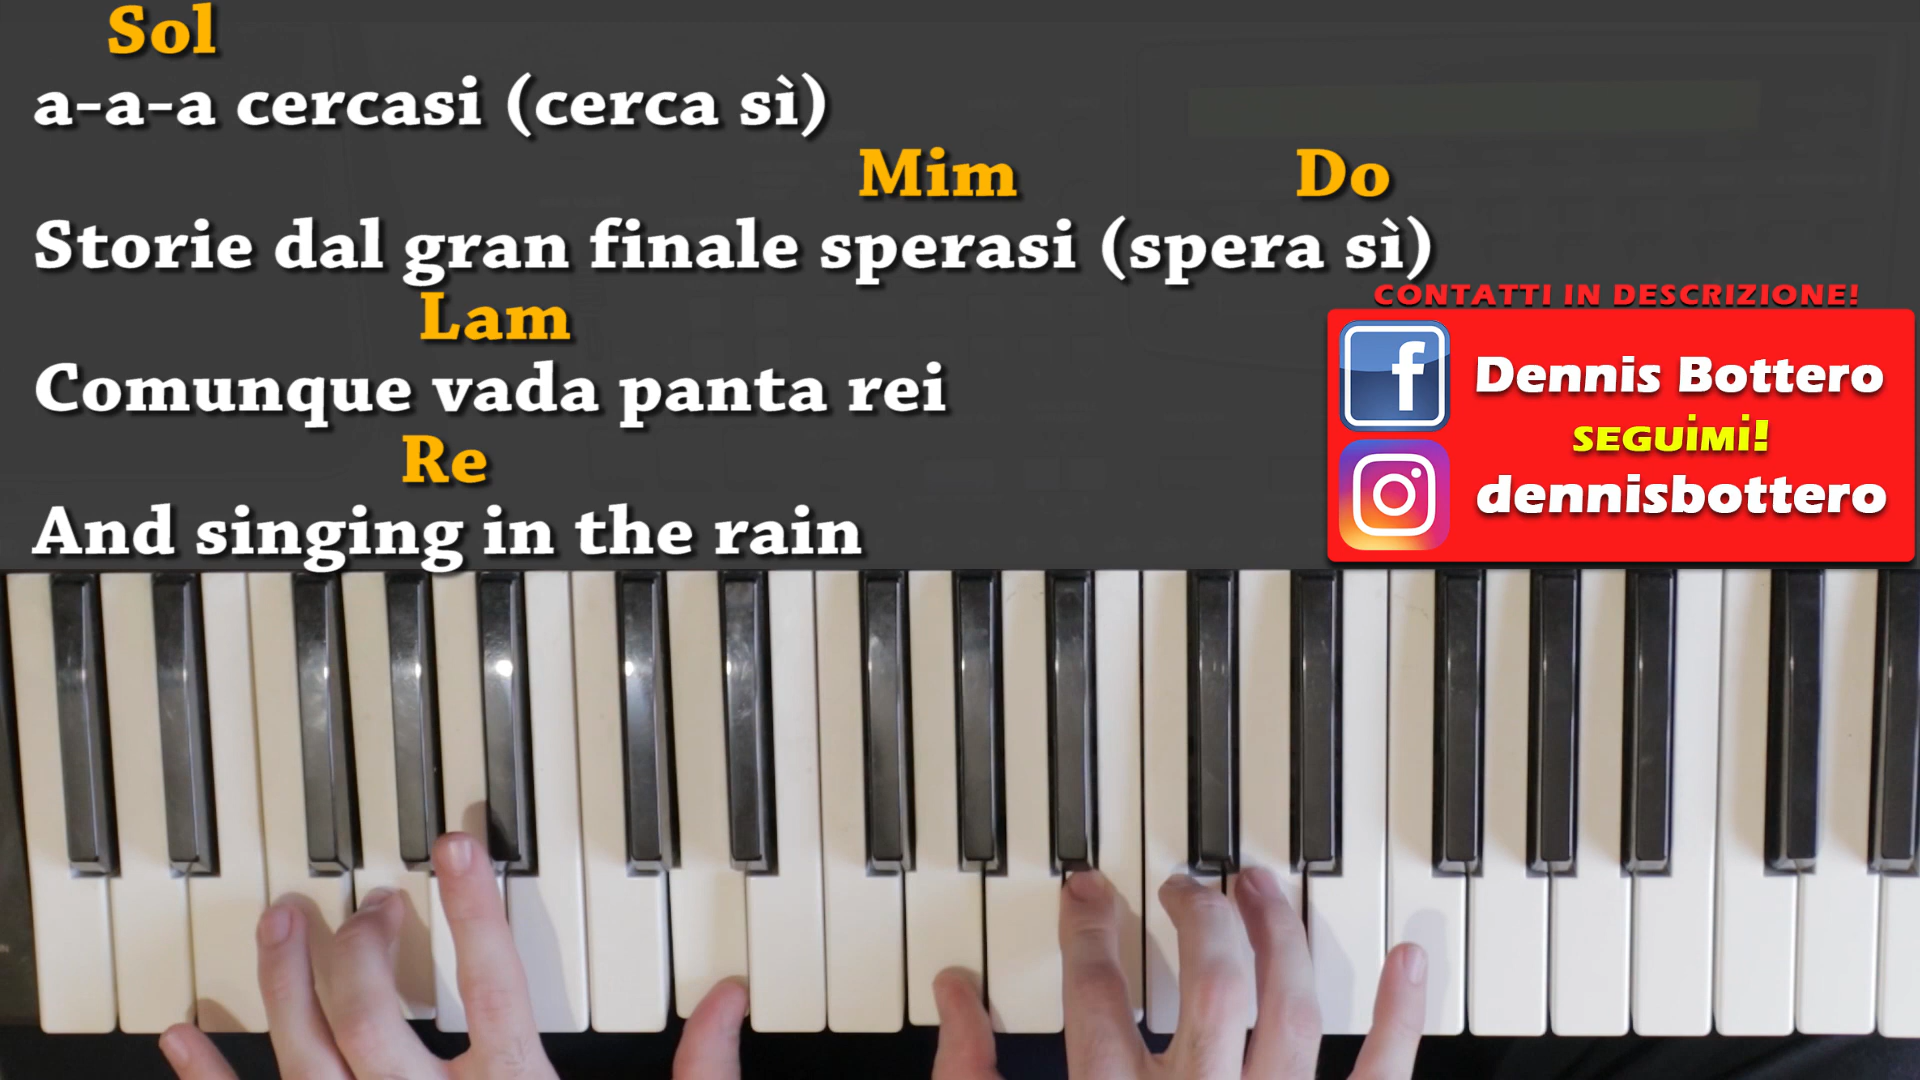 Sol
a-a-a cercasi (cerca sì)
Mim Do
Storie dal gran finale sperasi (spera sì)
Lam
Comunque vada panta rei
Re
And singing in the rain
CONTATTI IN DESCRIZIONE!
f Dennis Bottero
SEGUiMi!
dennisbottero